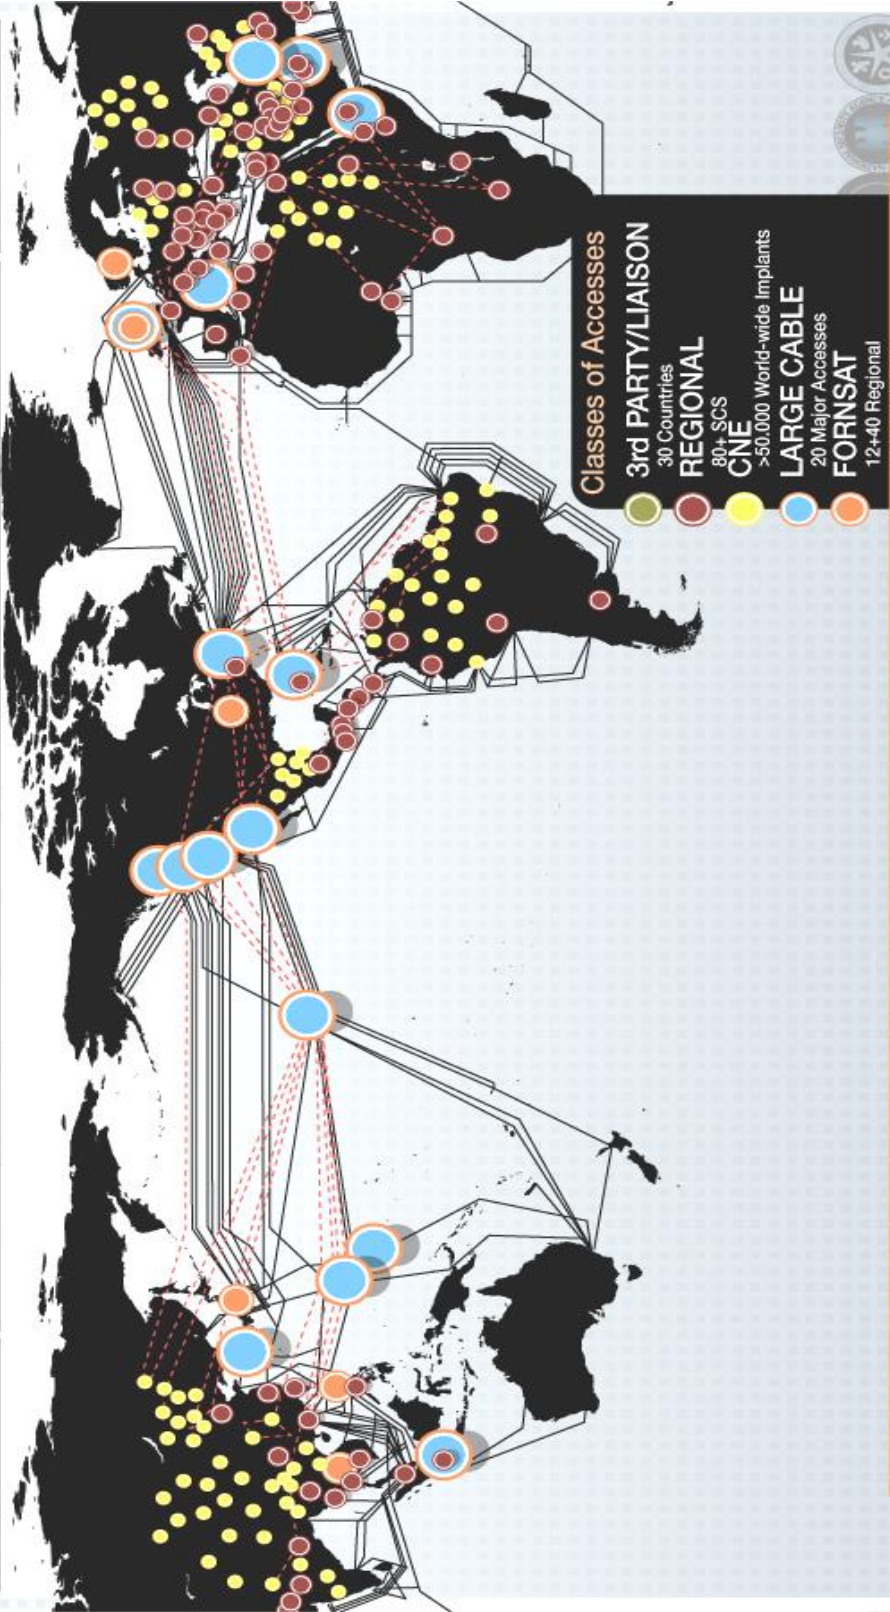 Classes of Accesses
3rd PARTY/LIAISON
30 Countries
REGIONAL
80+ SCS
CNE
>50.000 World-wide Implants
LARGE CABLE
20 Major Accesses
FORNSAT
12+40 Regional